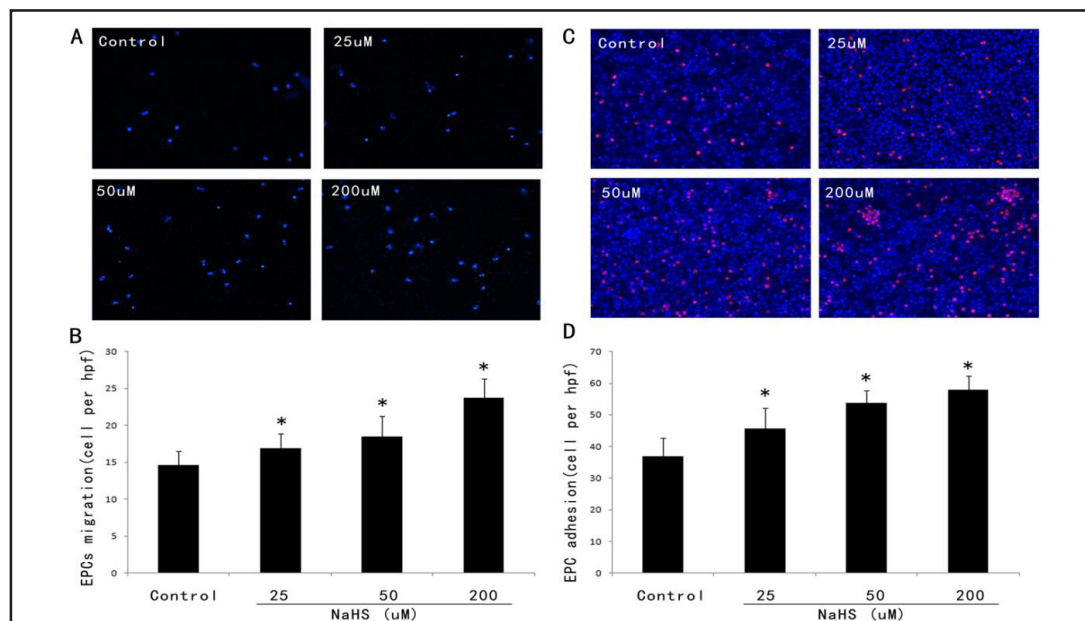 A
Control
25uM
50uM
200uM
B
EPCs migration(cell per hpf)
30
25
20
15
10
5
0
*
*
*
Control
25
50
200
NaHS (uM)
C
Control
25uM
50uM
200uM
D
EPC adhesion(cell per hpf)
70
60
50
40
30
20
10
0
*
*
*
Control
25
50
200
NaHS (uM)